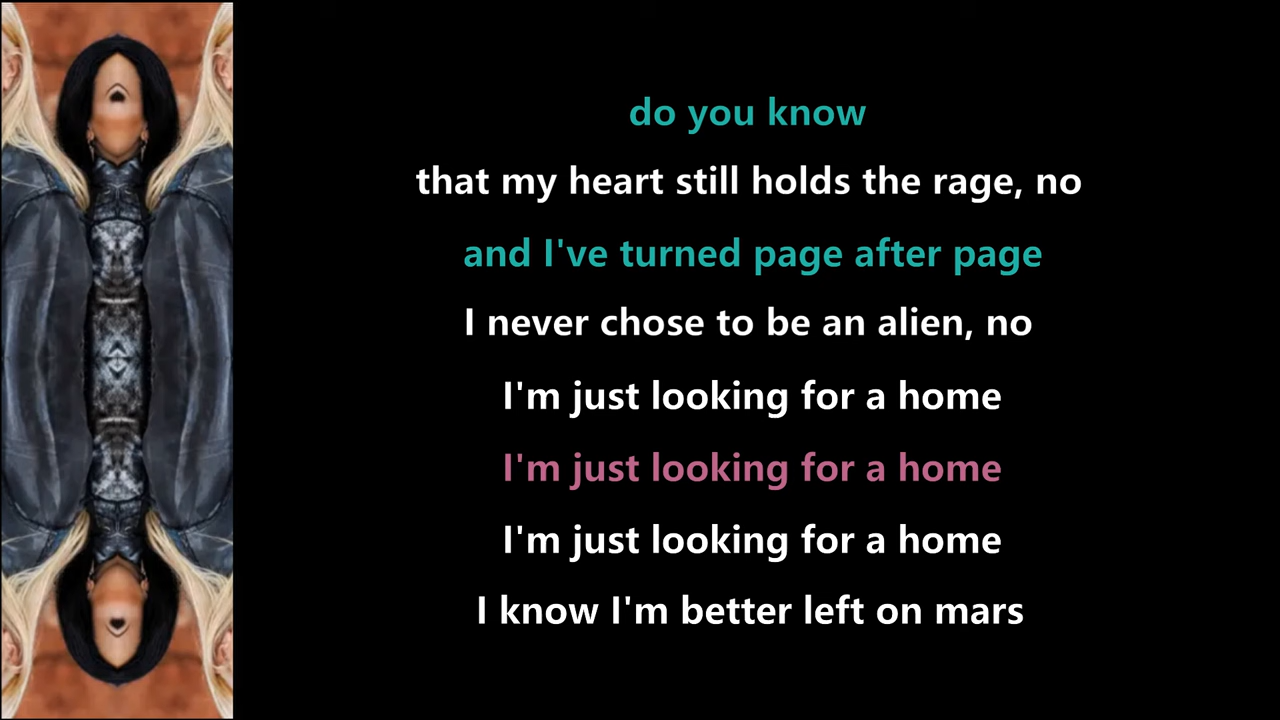 do you know
that my heart still holds the rage, no
and I've turned page after page
I never chose to be an alien, no
I'm just looking for a home
I'm just looking for a home
I'm just looking for a home
I know I'm better left on mars